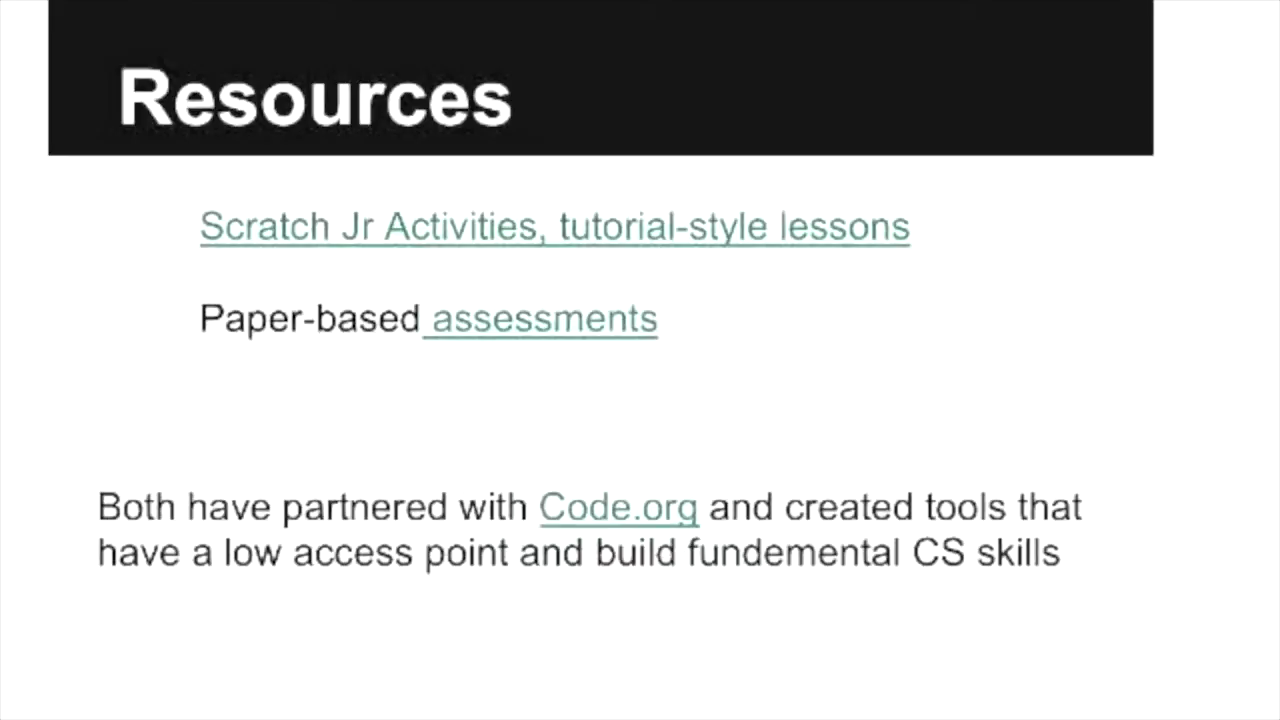 Resources
Scratch Jr Activities, tutorial-style lessons
Paper-based assessments
Both have partnered with Code.org and created tools that
have a low access point and build fundemental CS skills